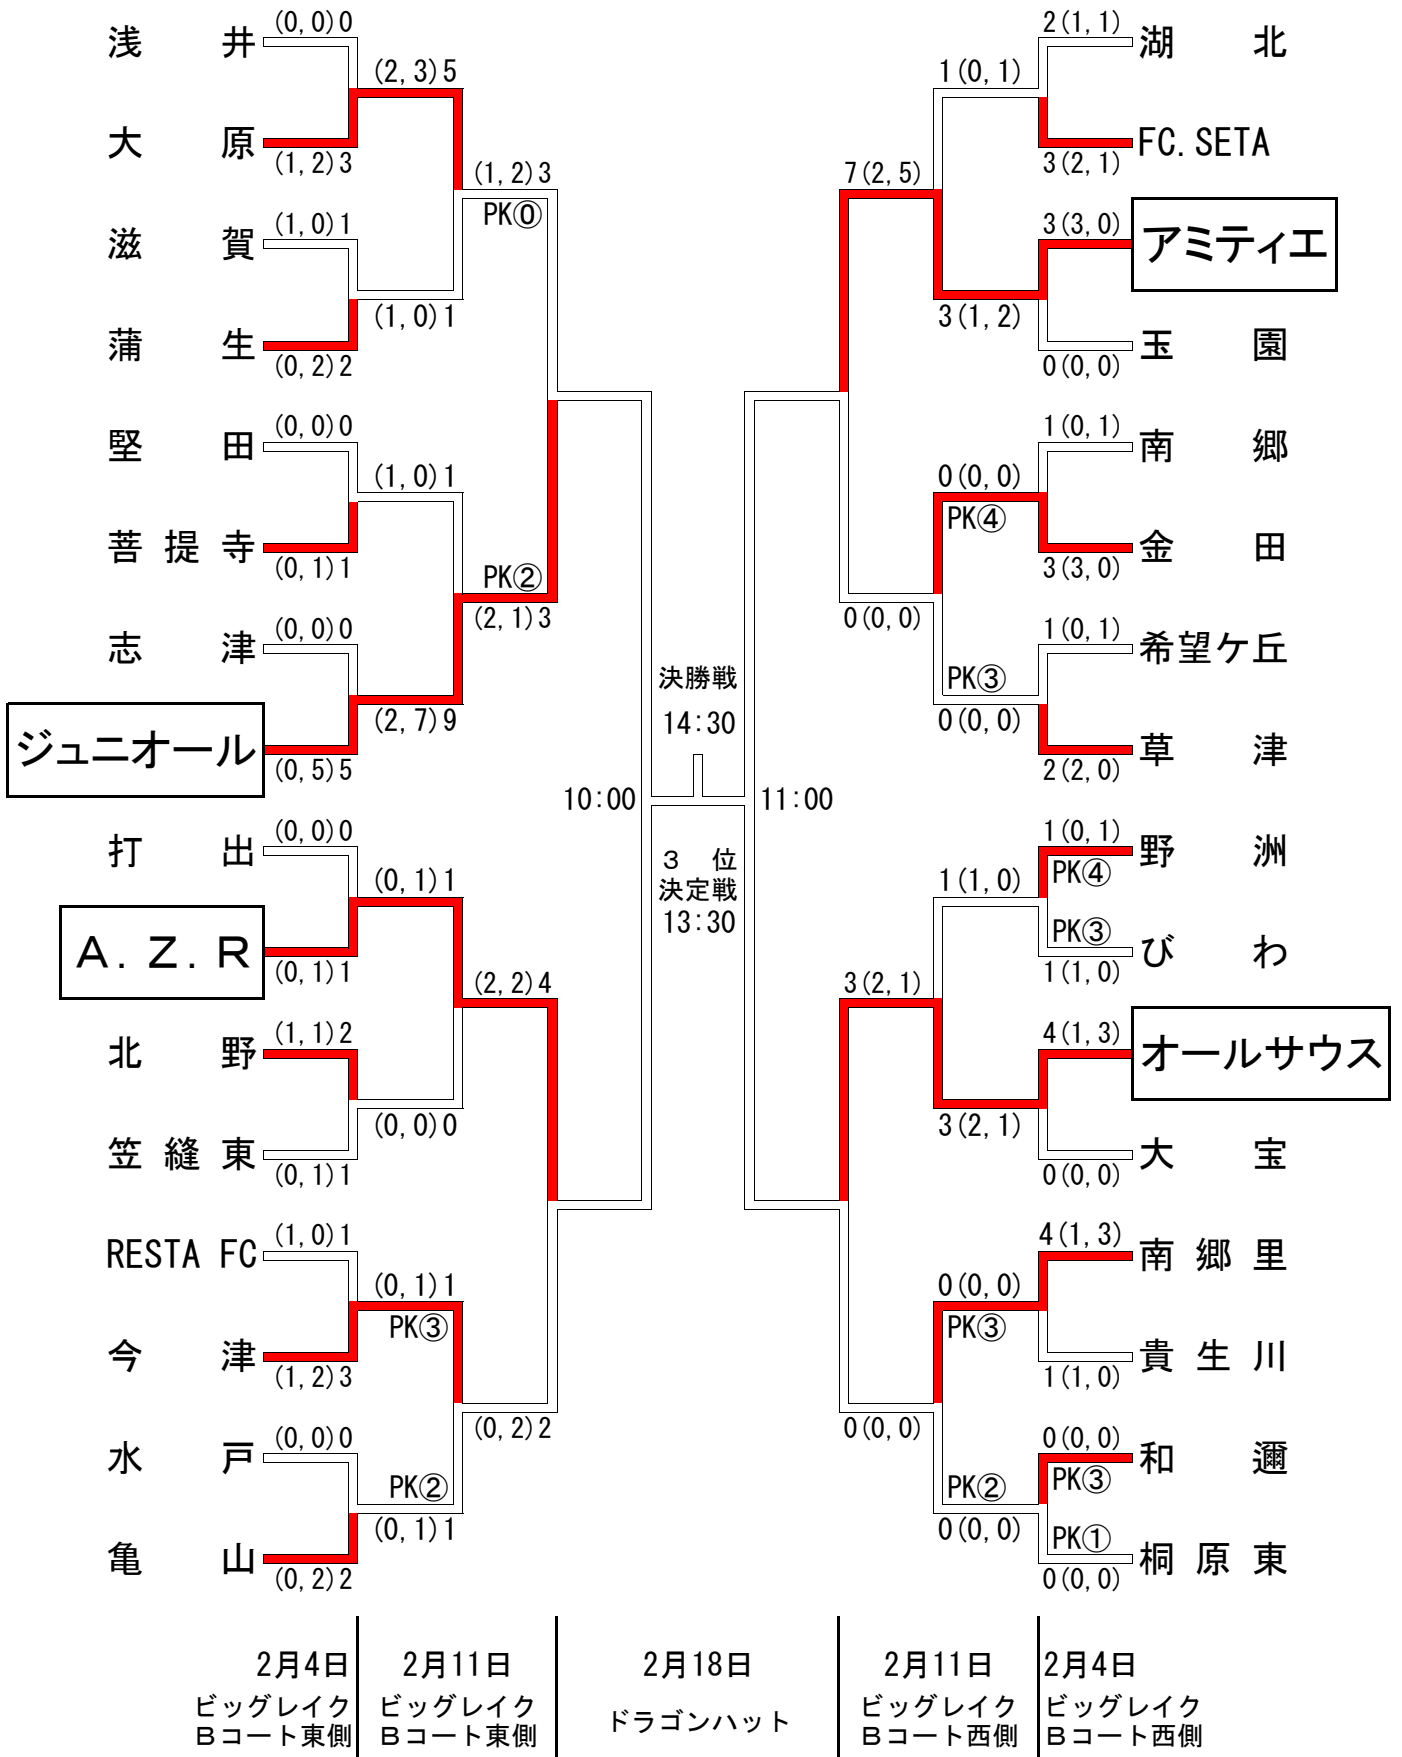 (0,0)0
浅井
(2,3)5
大原
(1,2)3
(1,2)3
PK⓪
(1,0)1
滋賀
(1,0)1
蒲生
(0,2)2
(0,0)0
堅田
(1,0)1
菩提寺
(0,1)1
PK②
(2,1)3
(0,0)0
志津
(2,7)9
ジュニオール
(0,5)5
(0,0)0
打出
(0,1)1
A.Z.R
(0,1)1
(2,2)4
(1,1)2
北野
(0,0)0
笠縫東
(0,1)1
(1,0)1
RESTA FC
(0,1)1
PK③
今津
(1,2)3
(0,2)2
(0,0)0
水戸
PK②
(0,1)1
亀山
(0,2)2
10:00
決勝戦
14:30
3位
決定戦
13:30
11:00
2(1,1)
湖北
1(0,1)
FC.SETA
3(2,1)
7(2,5)
3(3,0)
アミティエ
3(1,2)
玉園
0(0,0)
1(0,1)
南郷
0(0,0)
PK④
金田
3(3,0)
0(0,0)
1(0,1)
希望ケ丘
PK③
0(0,0)
草津
2(2,0)
1(0,1)
野洲
PK④
1(1,0)
PK③
びわ
1(1,0)
3(2,1)
4(1,3)
オールサウス
3(2,1)
大宝
0(0,0)
4(1,3)
南郷里
0(0,0)
PK③
貴生川
1(1,0)
0(0,0)
0(0,0)
和邇
PK③
PK②
0(0,0)
PK①
桐原東
0(0,0)
2月4日
ビッグレイク
Bコート東側
2月11日
ビッグレイク
Bコート東側
2月18日
ドラゴンハット
2月11日
ビッグレイク
Bコート西側
2月4日
ビッグレイク
Bコート西側